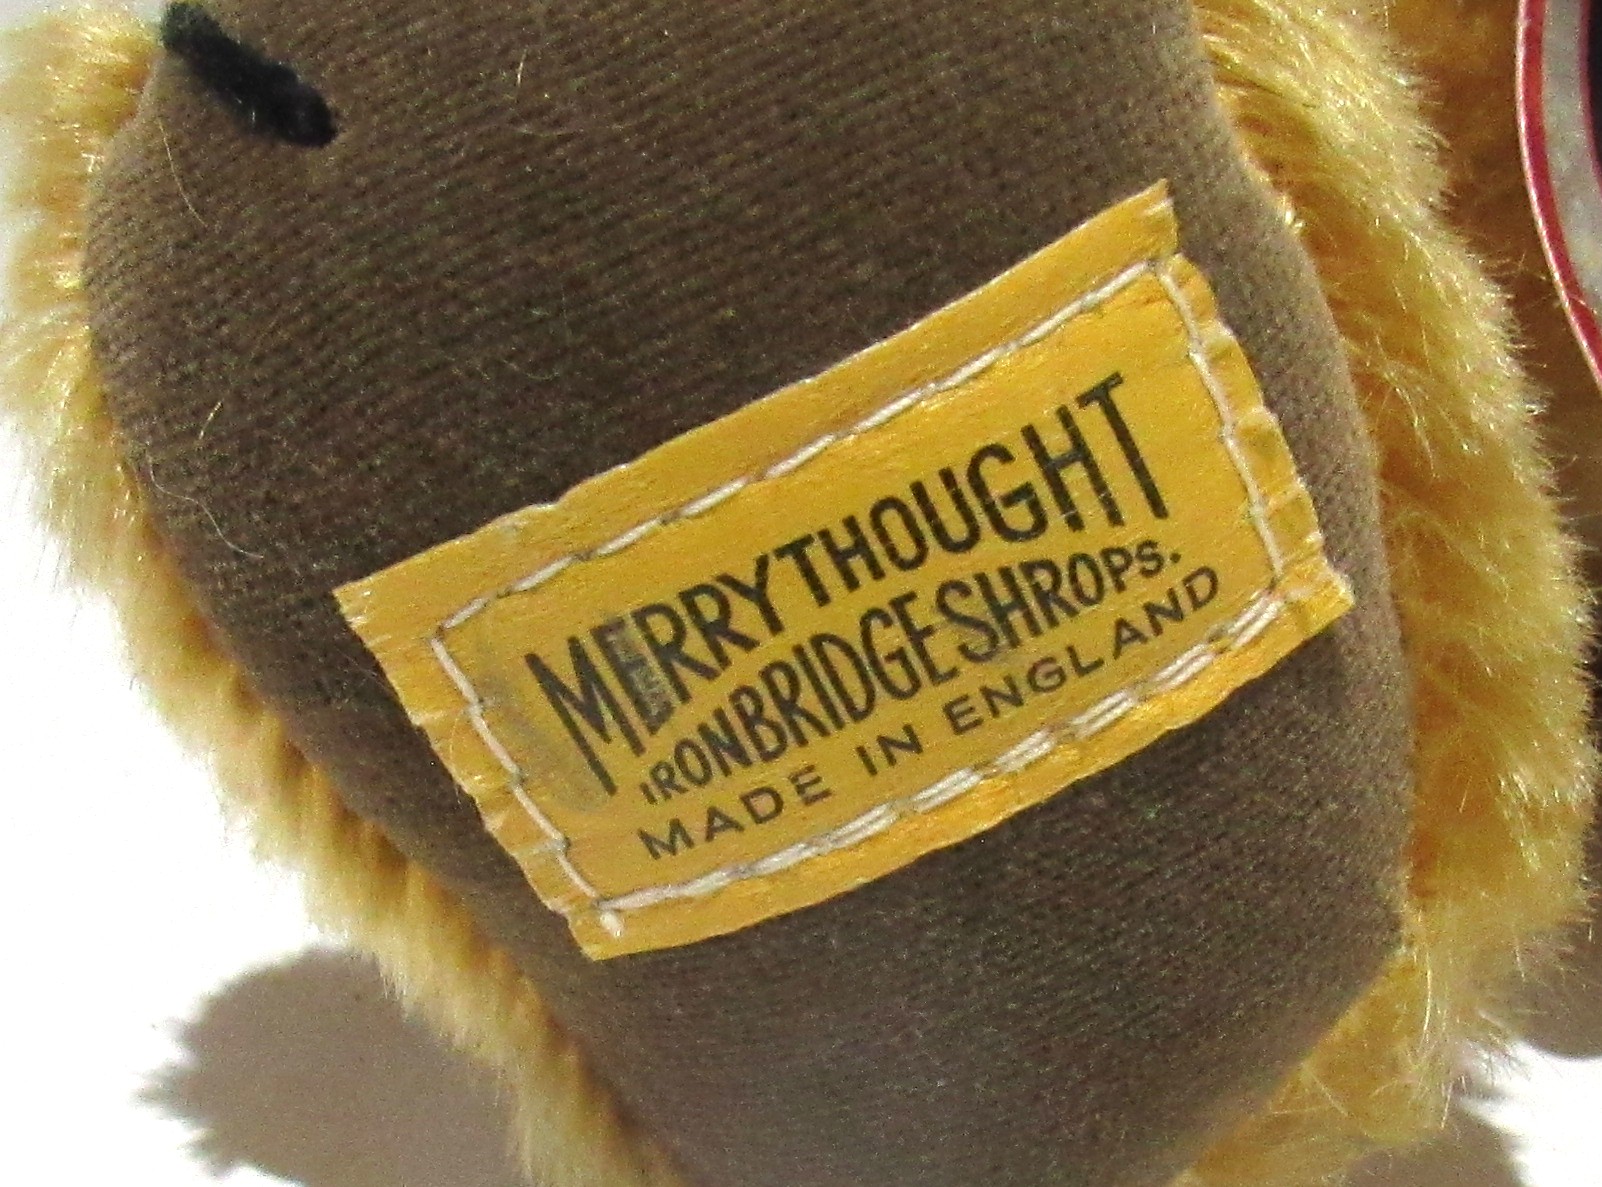 MERRYTHOUGHT
IRONBRIDGE SHROPS.
MADE IN ENGLAND